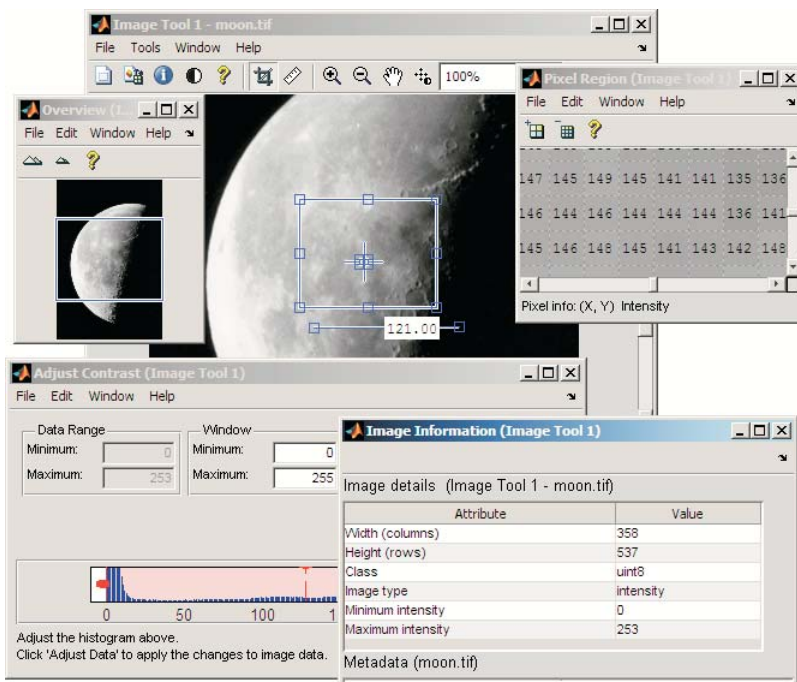 Image Tool 1 - moon.tif
File Tools Window Help
100%
Overview (I...
File Edit Window Help
Pixel Region (Image Tool 1)
File Edit Window Help
147 145 149 145 141 141 135 136
146 144 146 144 144 144 136 141
145 146 148 145 141 143 142 148
Pixel info: (X, Y) Intensity
121.00
Adjust Contrast (Image Tool 1)
File Edit Window Help
Data Range
Minimum: 0
Maximum: 253
Window
Minimum: 0
Maximum: 255
0 50 100 1
Adjust the histogram above.
Click 'Adjust Data' to apply the changes to image data.
Image Information (Image Tool 1)
Image details (Image Tool 1 - moon.tif)
Attribute Value
Width (columns) 358
Height (rows) 537
Class uint8
Image type intensity
Minimum intensity 0
Maximum intensity 253
Metadata (moon.tif)